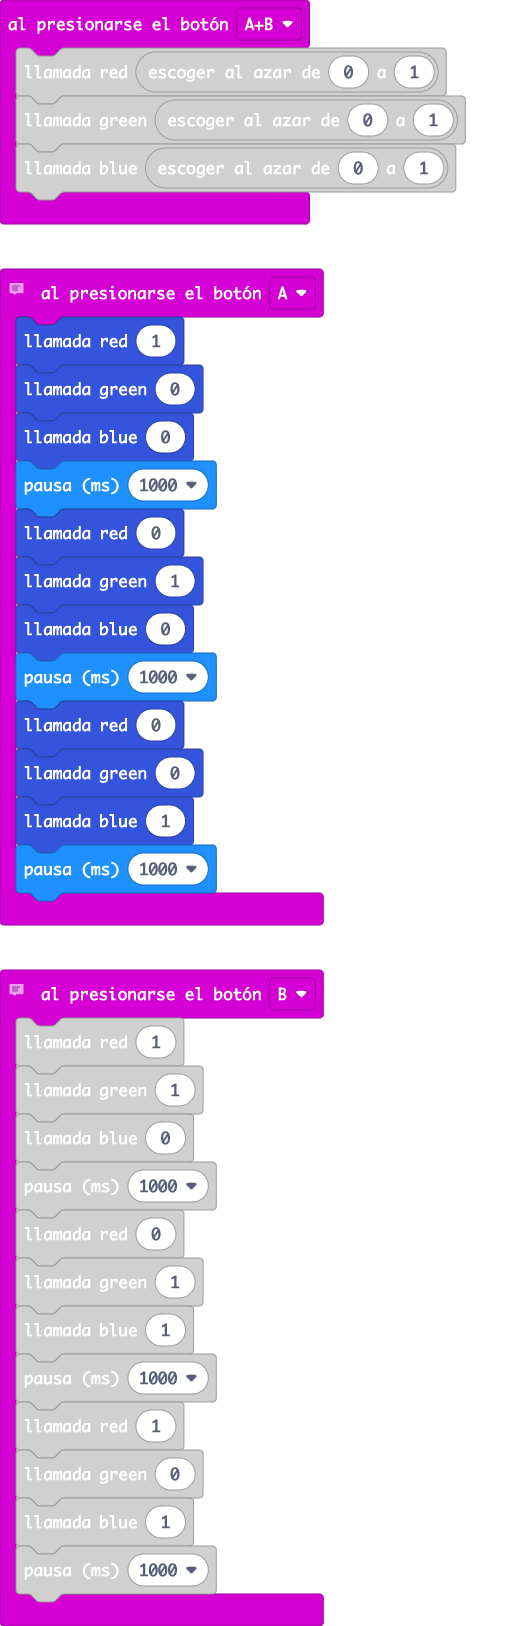 al presionarse el botón A+B
llamada red escoger al azar de 0 a 1
llamada green escoger al azar de 0 a 1
llamada blue escoger al azar de 0 a 1
al presionarse el botón A
llamada red 1
llamada green 0
llamada blue 0
pausa (ms) 1000
llamada red 0
llamada green 1
llamada blue 0
pausa (ms) 1000
llamada red 0
llamada green 0
llamada blue 1
pausa (ms) 1000
al presionarse el botón B
llamada red 1
llamada green 1
llamada blue 0
pausa (ms) 1000
llamada red 0
llamada green 1
llamada blue 1
pausa (ms) 1000
llamada red 1
llamada green 0
llamada blue 1
pausa (ms) 1000